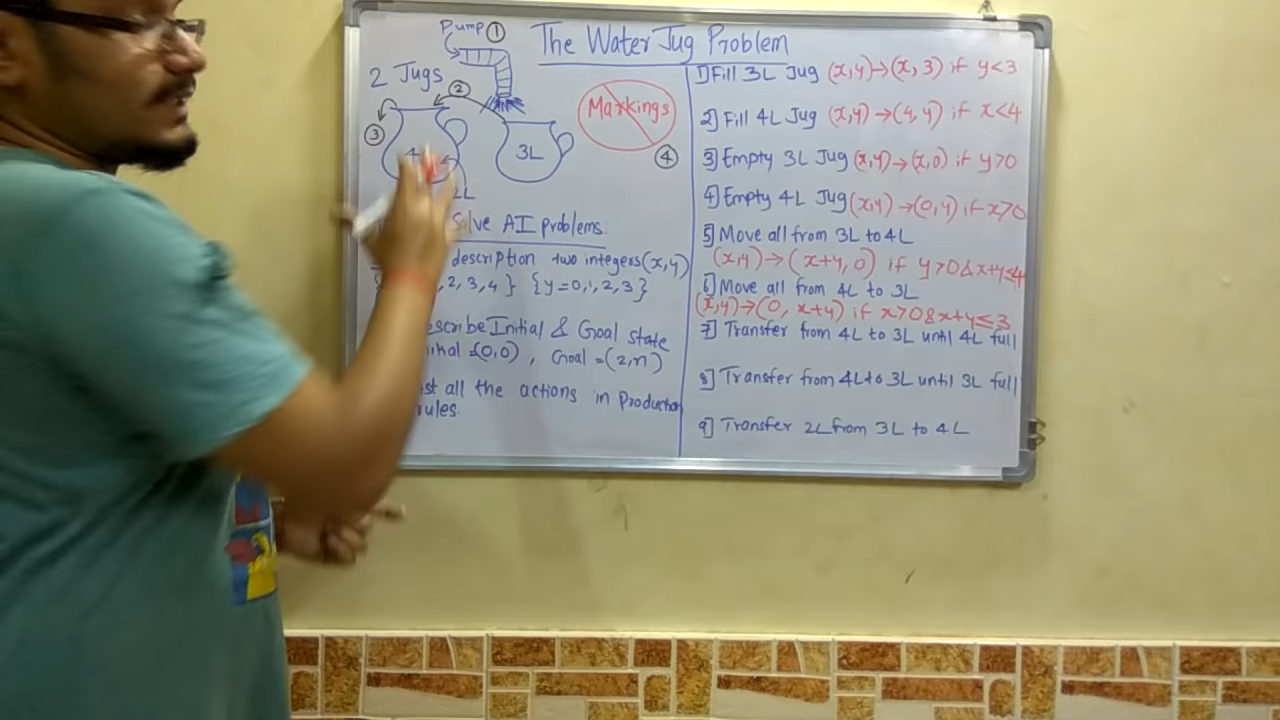 The Water Jug Problem
Pump ①
2 Jugs
②
③
4
3L
2L
Markings
④
Solve AI problems.
description two integers (x,y)
, 2, 3, 4 } {y=0,1,2,3}
Initial & Goal state
=(0,0), Goal =(2,n)
all the actions in Production
rules.
1] Fill 3L Jug (x,y)→(x,3) if y<3
2] Fill 4L Jug (x,y)→(4,y) if x<4
3] Empty 3L Jug (x,y)→(x,0) if y>0
4] Empty 4L Jug (x,y)→(0,y) if x>0
5] Move all from 3L to 4L
(x,y)→(x+y,0) if y>0&x+y≤4
6] Move all from 4L to 3L
(x,y)→(0, x+y) if x>0&x+y≤3
7] Transfer from 4L to 3L until 4L full
8] Transfer from 4L to 3L until 3L full
9] Transfer 2L from 3L to 4L